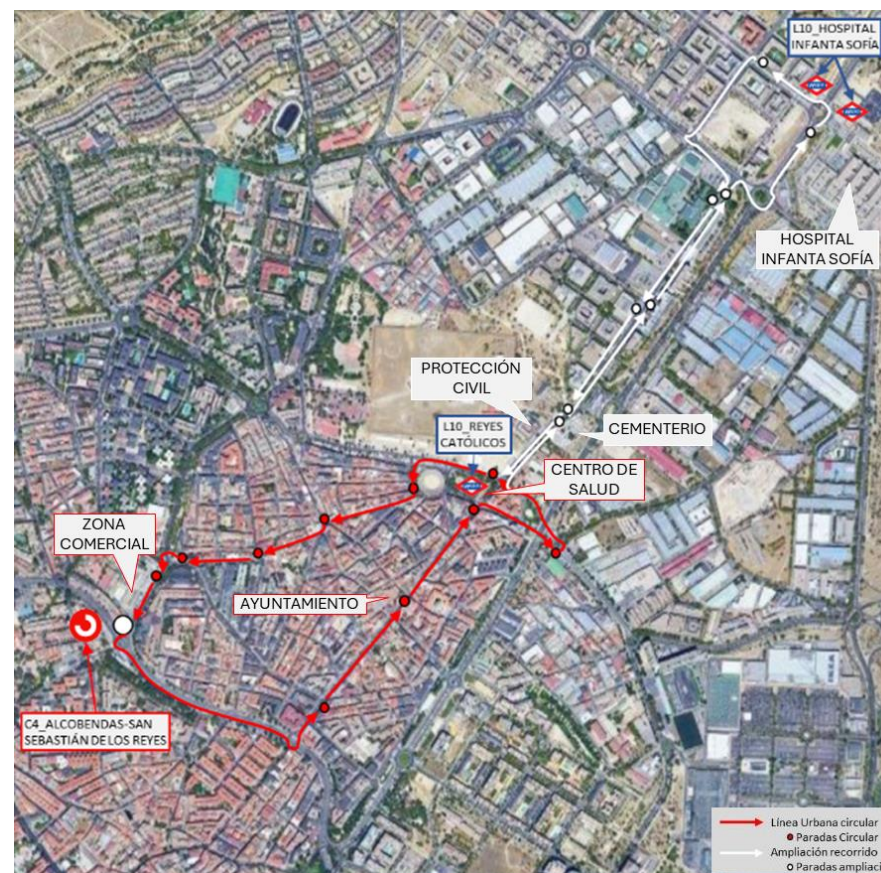 L10_HOSPITAL
INFANTA SOFÍA
HOSPITAL
INFANTA SOFÍA
PROTECCIÓN
CIVIL
L10_REYES
CATÓLICOS
CEMENTERIO
CENTRO DE
SALUD
ZONA
COMERCIAL
AYUNTAMIENTO
C4_ALCOBENDAS-SAN
SEBASTIÁN DE LOS REYES
Línea Urbana circular
Paradas Circular
Ampliación recorrido
Paradas ampliaci